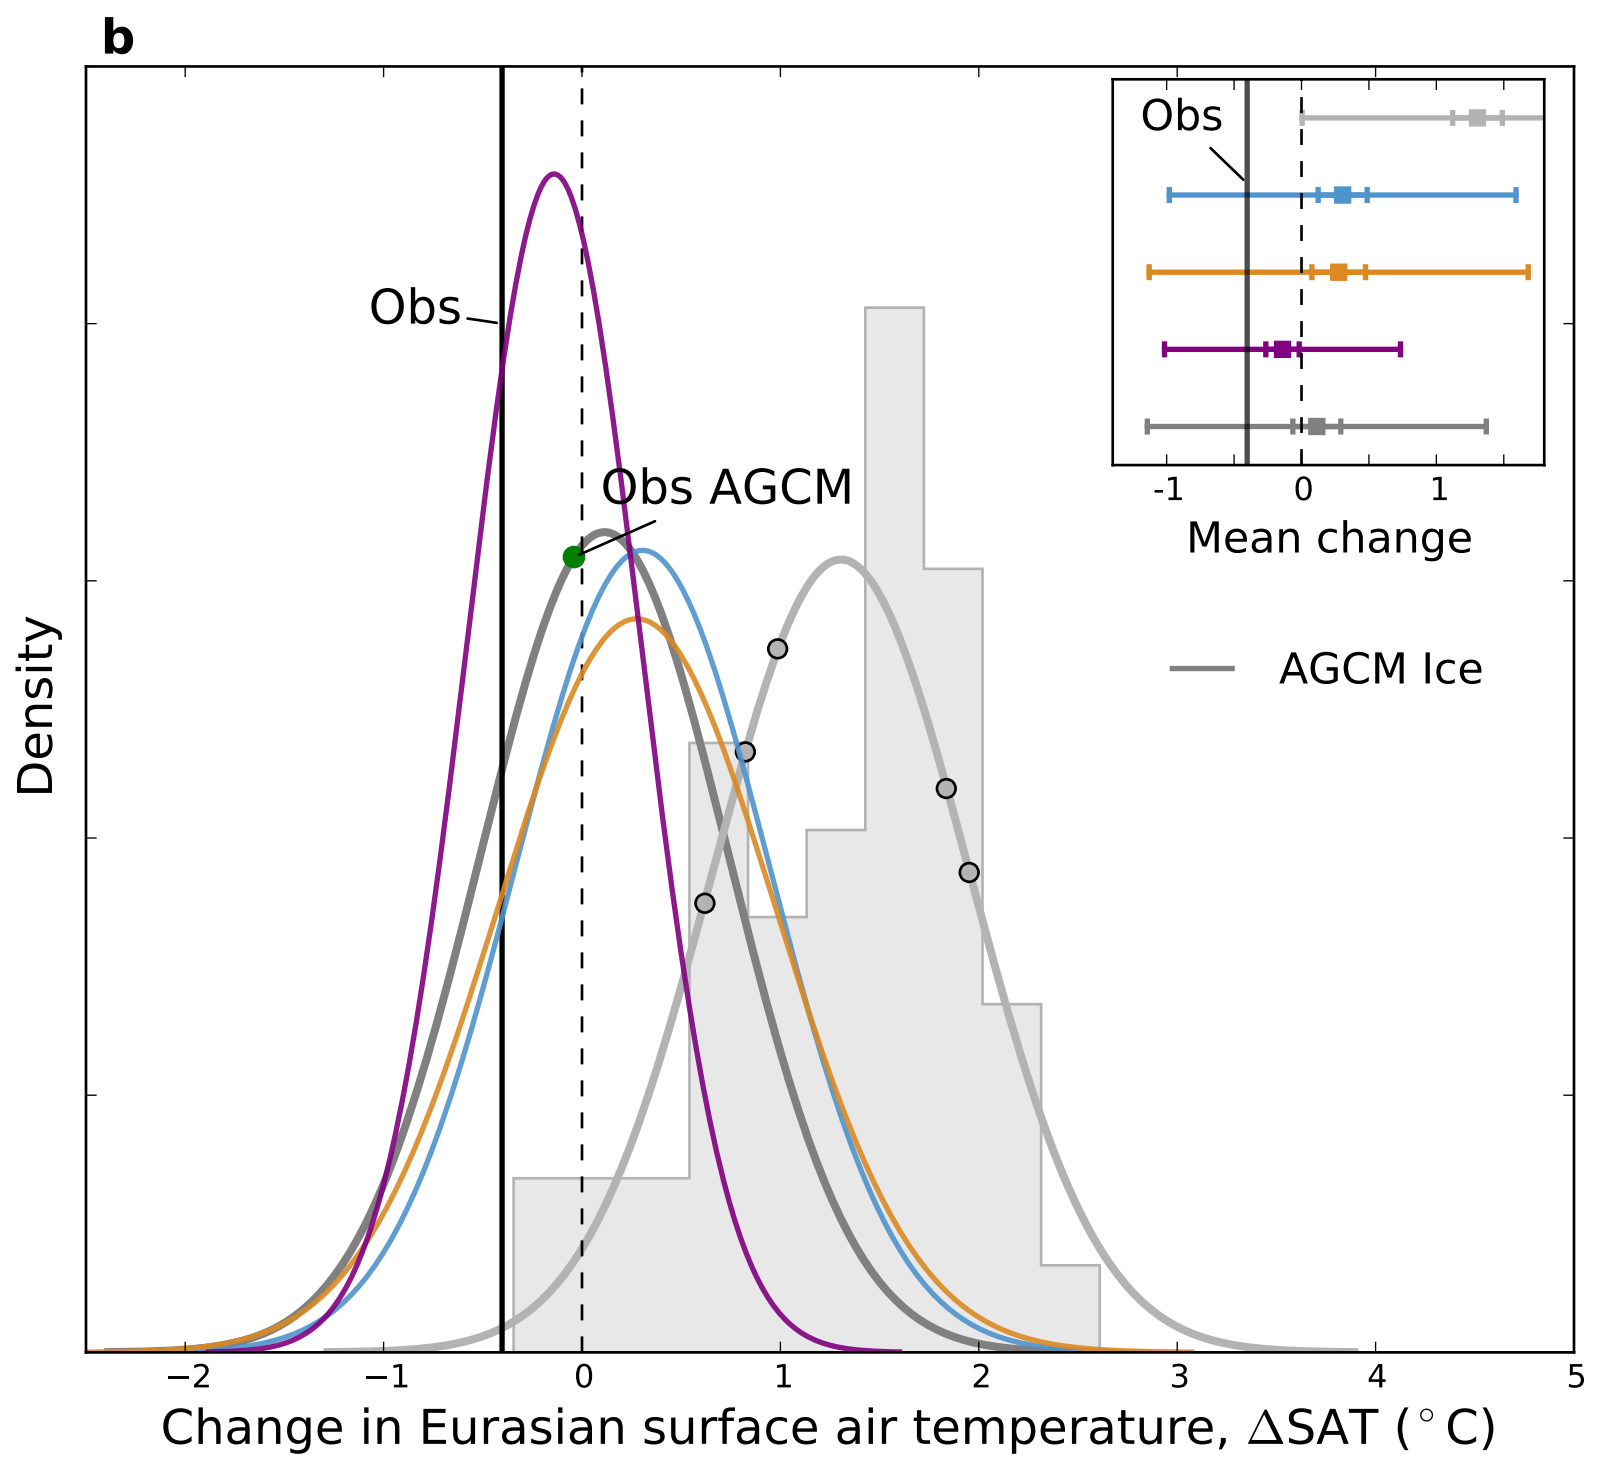 b
Obs
Obs
-1 0 1
Mean change
Obs AGCM
AGCM Ice
Density
−2 −1 0 1 2 3 4 5
Change in Eurasian surface air temperature, ΔSAT (°C)